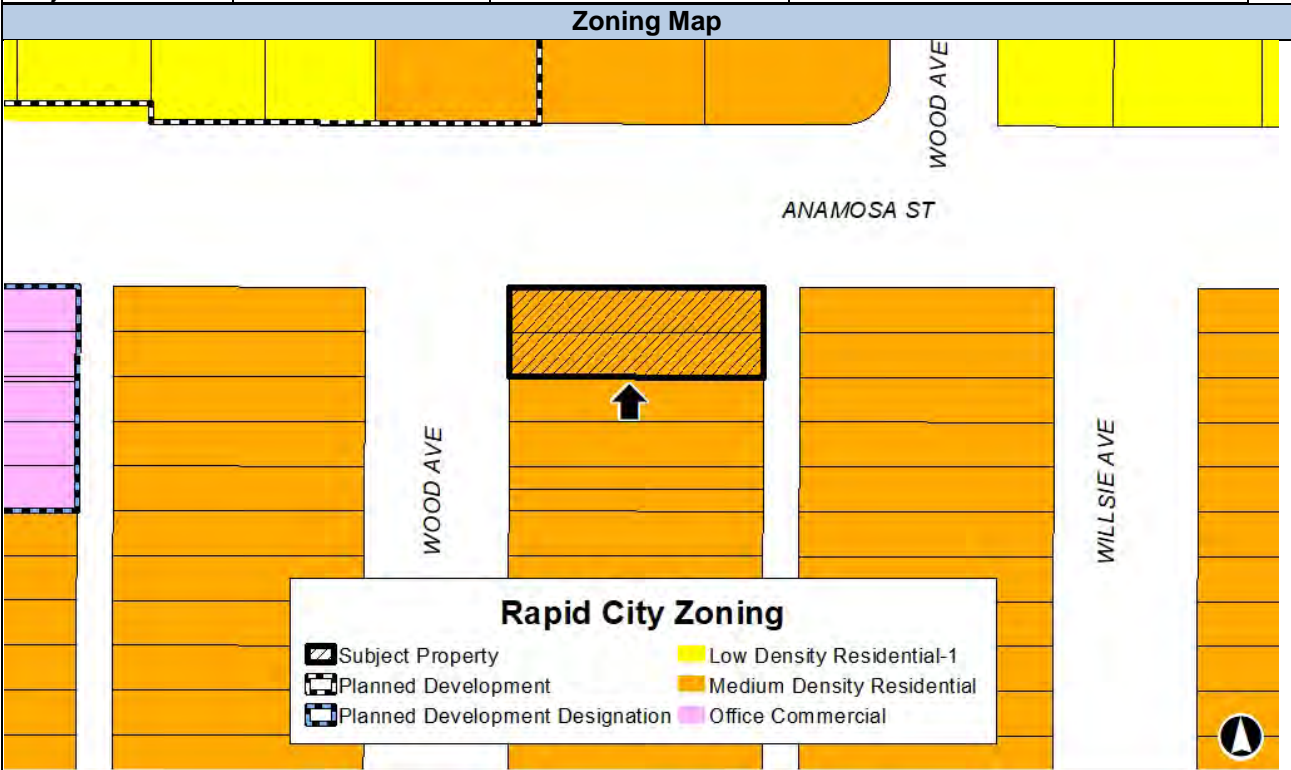 Zoning Map
WOOD AVE
ANAMOSA ST
WOOD AVE
WILLSIE AVE
Rapid City Zoning
Subject Property
Low Density Residential-1
Planned Development
Medium Density Residential
Planned Development Designation
Office Commercial